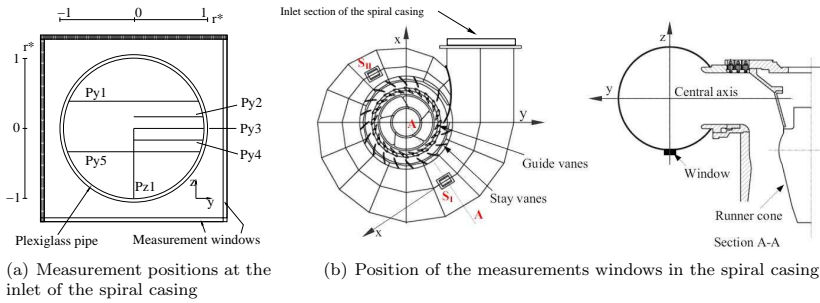 −1 0 1 r*
r*
1
0
−1
Py1
Py2
Py3
Py4
Py5
Pz1
z
y
Plexiglass pipe
Measurement windows
(a) Measurement positions at the
inlet of the spiral casing
Inlet section of the spiral casing
x
SII
A
y
Guide vanes
Stay vanes
SI
A
x
z
y
Central axis
Window
Runner cone
Section A-A
(b) Position of the measurements windows in the spiral casing